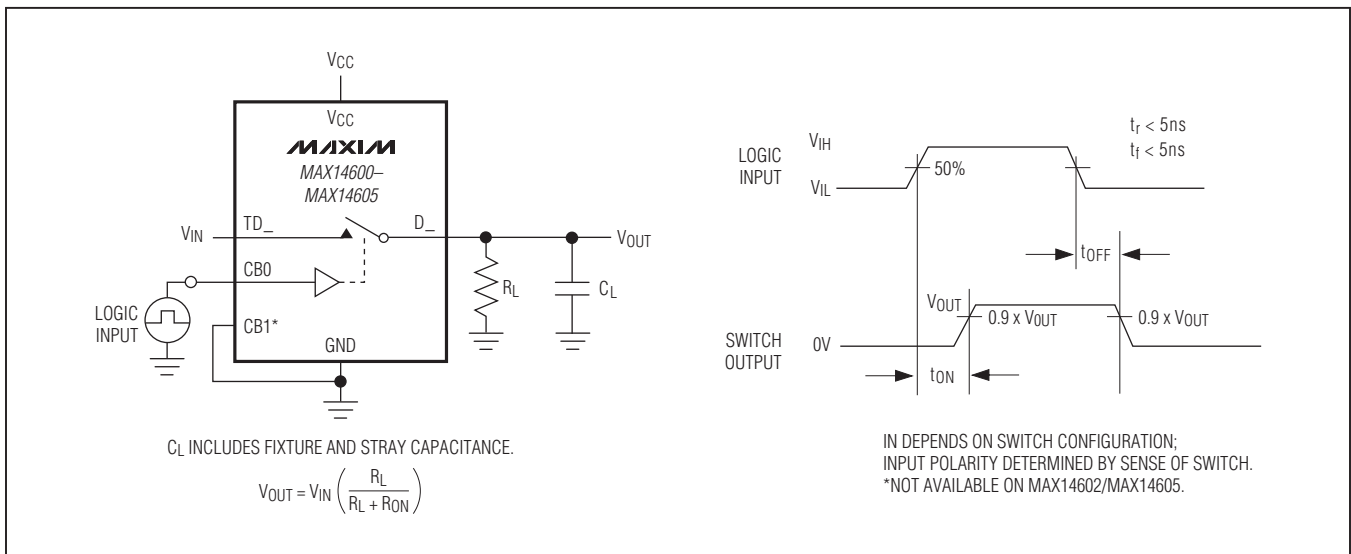 VCC
VCC
MAXIM
MAX14600–
MAX14605
VIN
TD_
D_
VOUT
CB0
LOGIC
INPUT
CB1*
GND
RL
CL
CL INCLUDES FIXTURE AND STRAY CAPACITANCE.
VOUT = VIN ( RL / RL + RON )
LOGIC
INPUT
VIH
VIL
50%
tr < 5ns
tf < 5ns
tOFF
VOUT
0.9 x VOUT
0.9 x VOUT
SWITCH
OUTPUT
0V
tON
IN DEPENDS ON SWITCH CONFIGURATION;
INPUT POLARITY DETERMINED BY SENSE OF SWITCH.
*NOT AVAILABLE ON MAX14602/MAX14605.